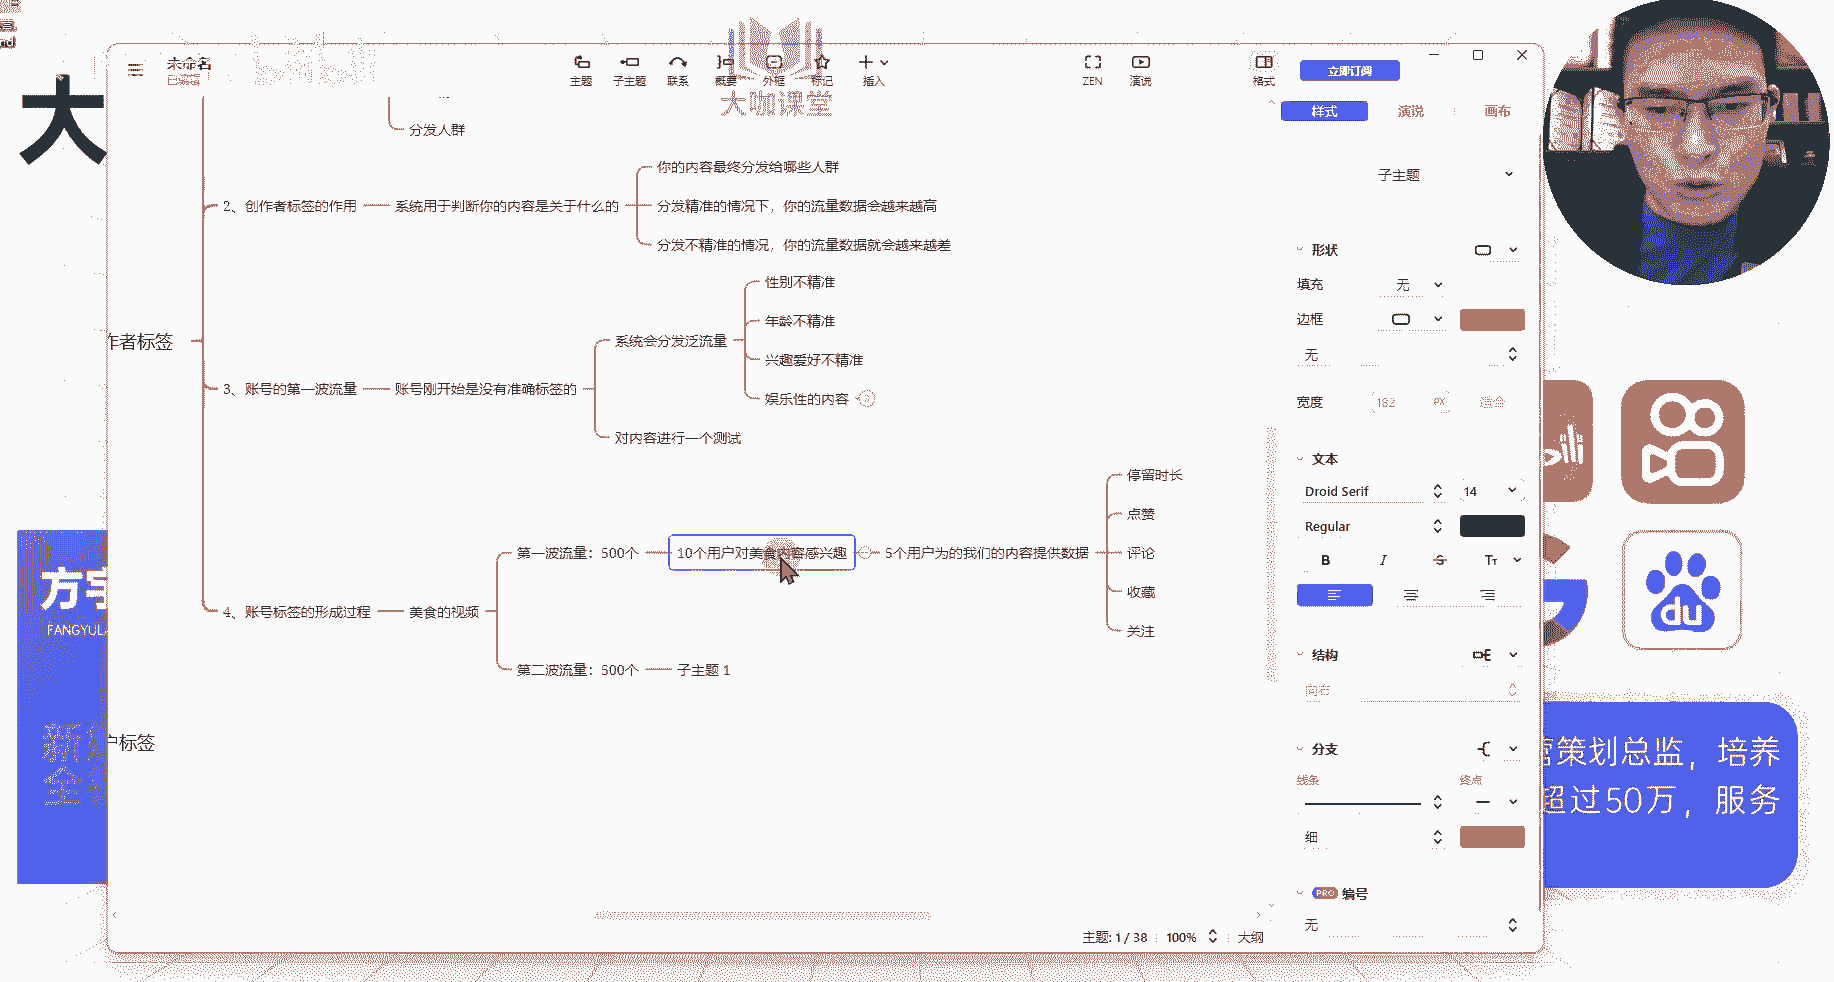 未命名
已编辑
主题
子主题
联系
概要
外框
标记
插入
ZEN
演说
格式
立即订阅
大咖课堂
大
样式
演说
画布
分发人群
你的内容最终分发给哪些人群
2、创作者标签的作用
系统用于判断你的内容是关于什么的
分发精准的情况下，你的流量数据会越来越高
分发不精准的情况，你的流量数据就会越来越差
性别不精准
年龄不精准
作者标签
系统会分发泛流量
兴趣爱好不精准
3、账号的第一波流量
账号刚开始是没有准确标签的
娱乐性的内容
对内容进行一个测试
停留时长
点赞
第一波流量：500个
10个用户对美食内容感兴趣
5个用户为的我们的内容提供数据
评论
收藏
4、账号标签的形成过程
美食的视频
关注
第二波流量：500个
子主题 1
户标签
子主题
形状
填充
无
边框
无
宽度
182
PX
适合
文本
Droid Serif
14
Regular
B
I
S
Tт
结构
向右
分支
线条
终点
细
PRO
编号
无
主题: 1 / 38
100%
大纲
方宇
FANGYU
新
全
du
营策划总监，培养
超过50万，服务